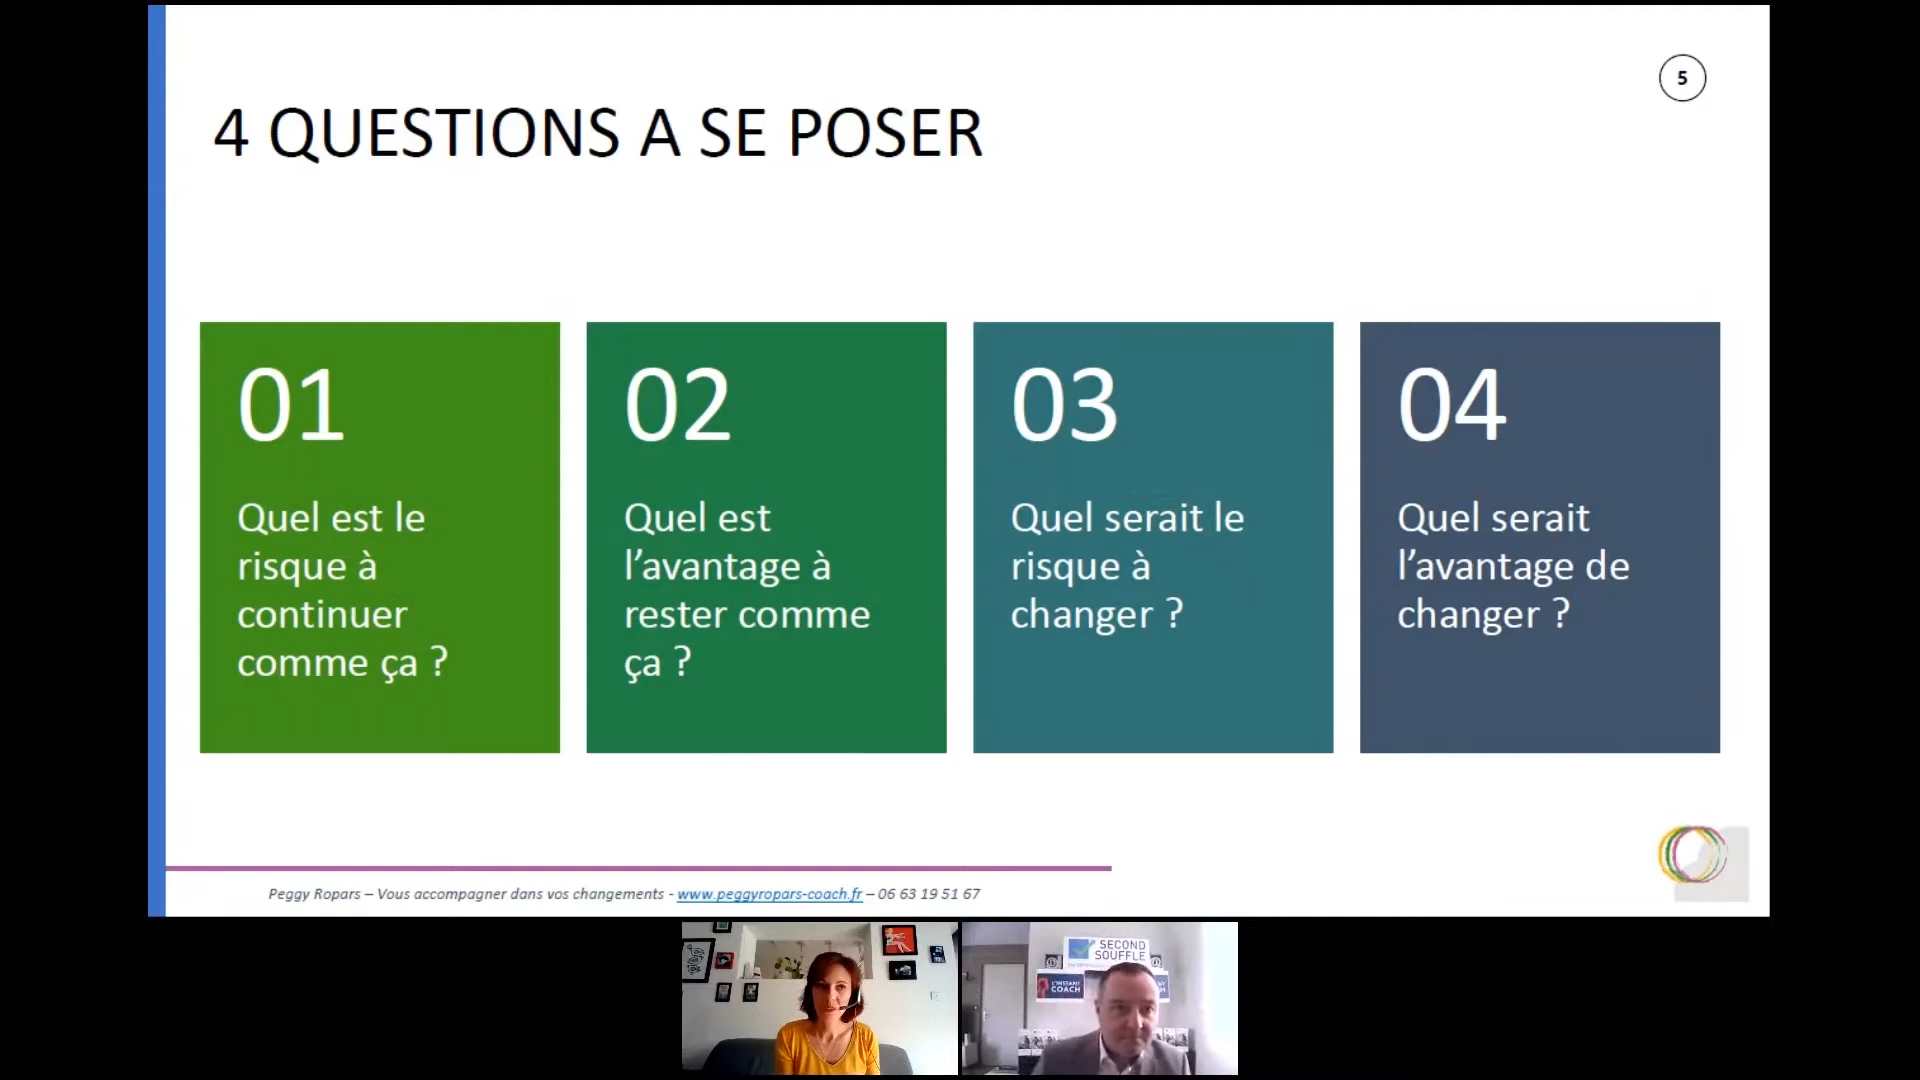 5
4 QUESTIONS A SE POSER
01
Quel est le
risque à
continuer
comme ça ?
02
Quel est
l’avantage à
rester comme
ça ?
03
Quel serait le
risque à
changer ?
04
Quel serait
l’avantage de
changer ?
Peggy Ropars – Vous accompagner dans vos changements - www.peggyropars-coach.fr – 06 63 19 51 67
SECOND
SOUFFLE
L'INSTANT
COACH